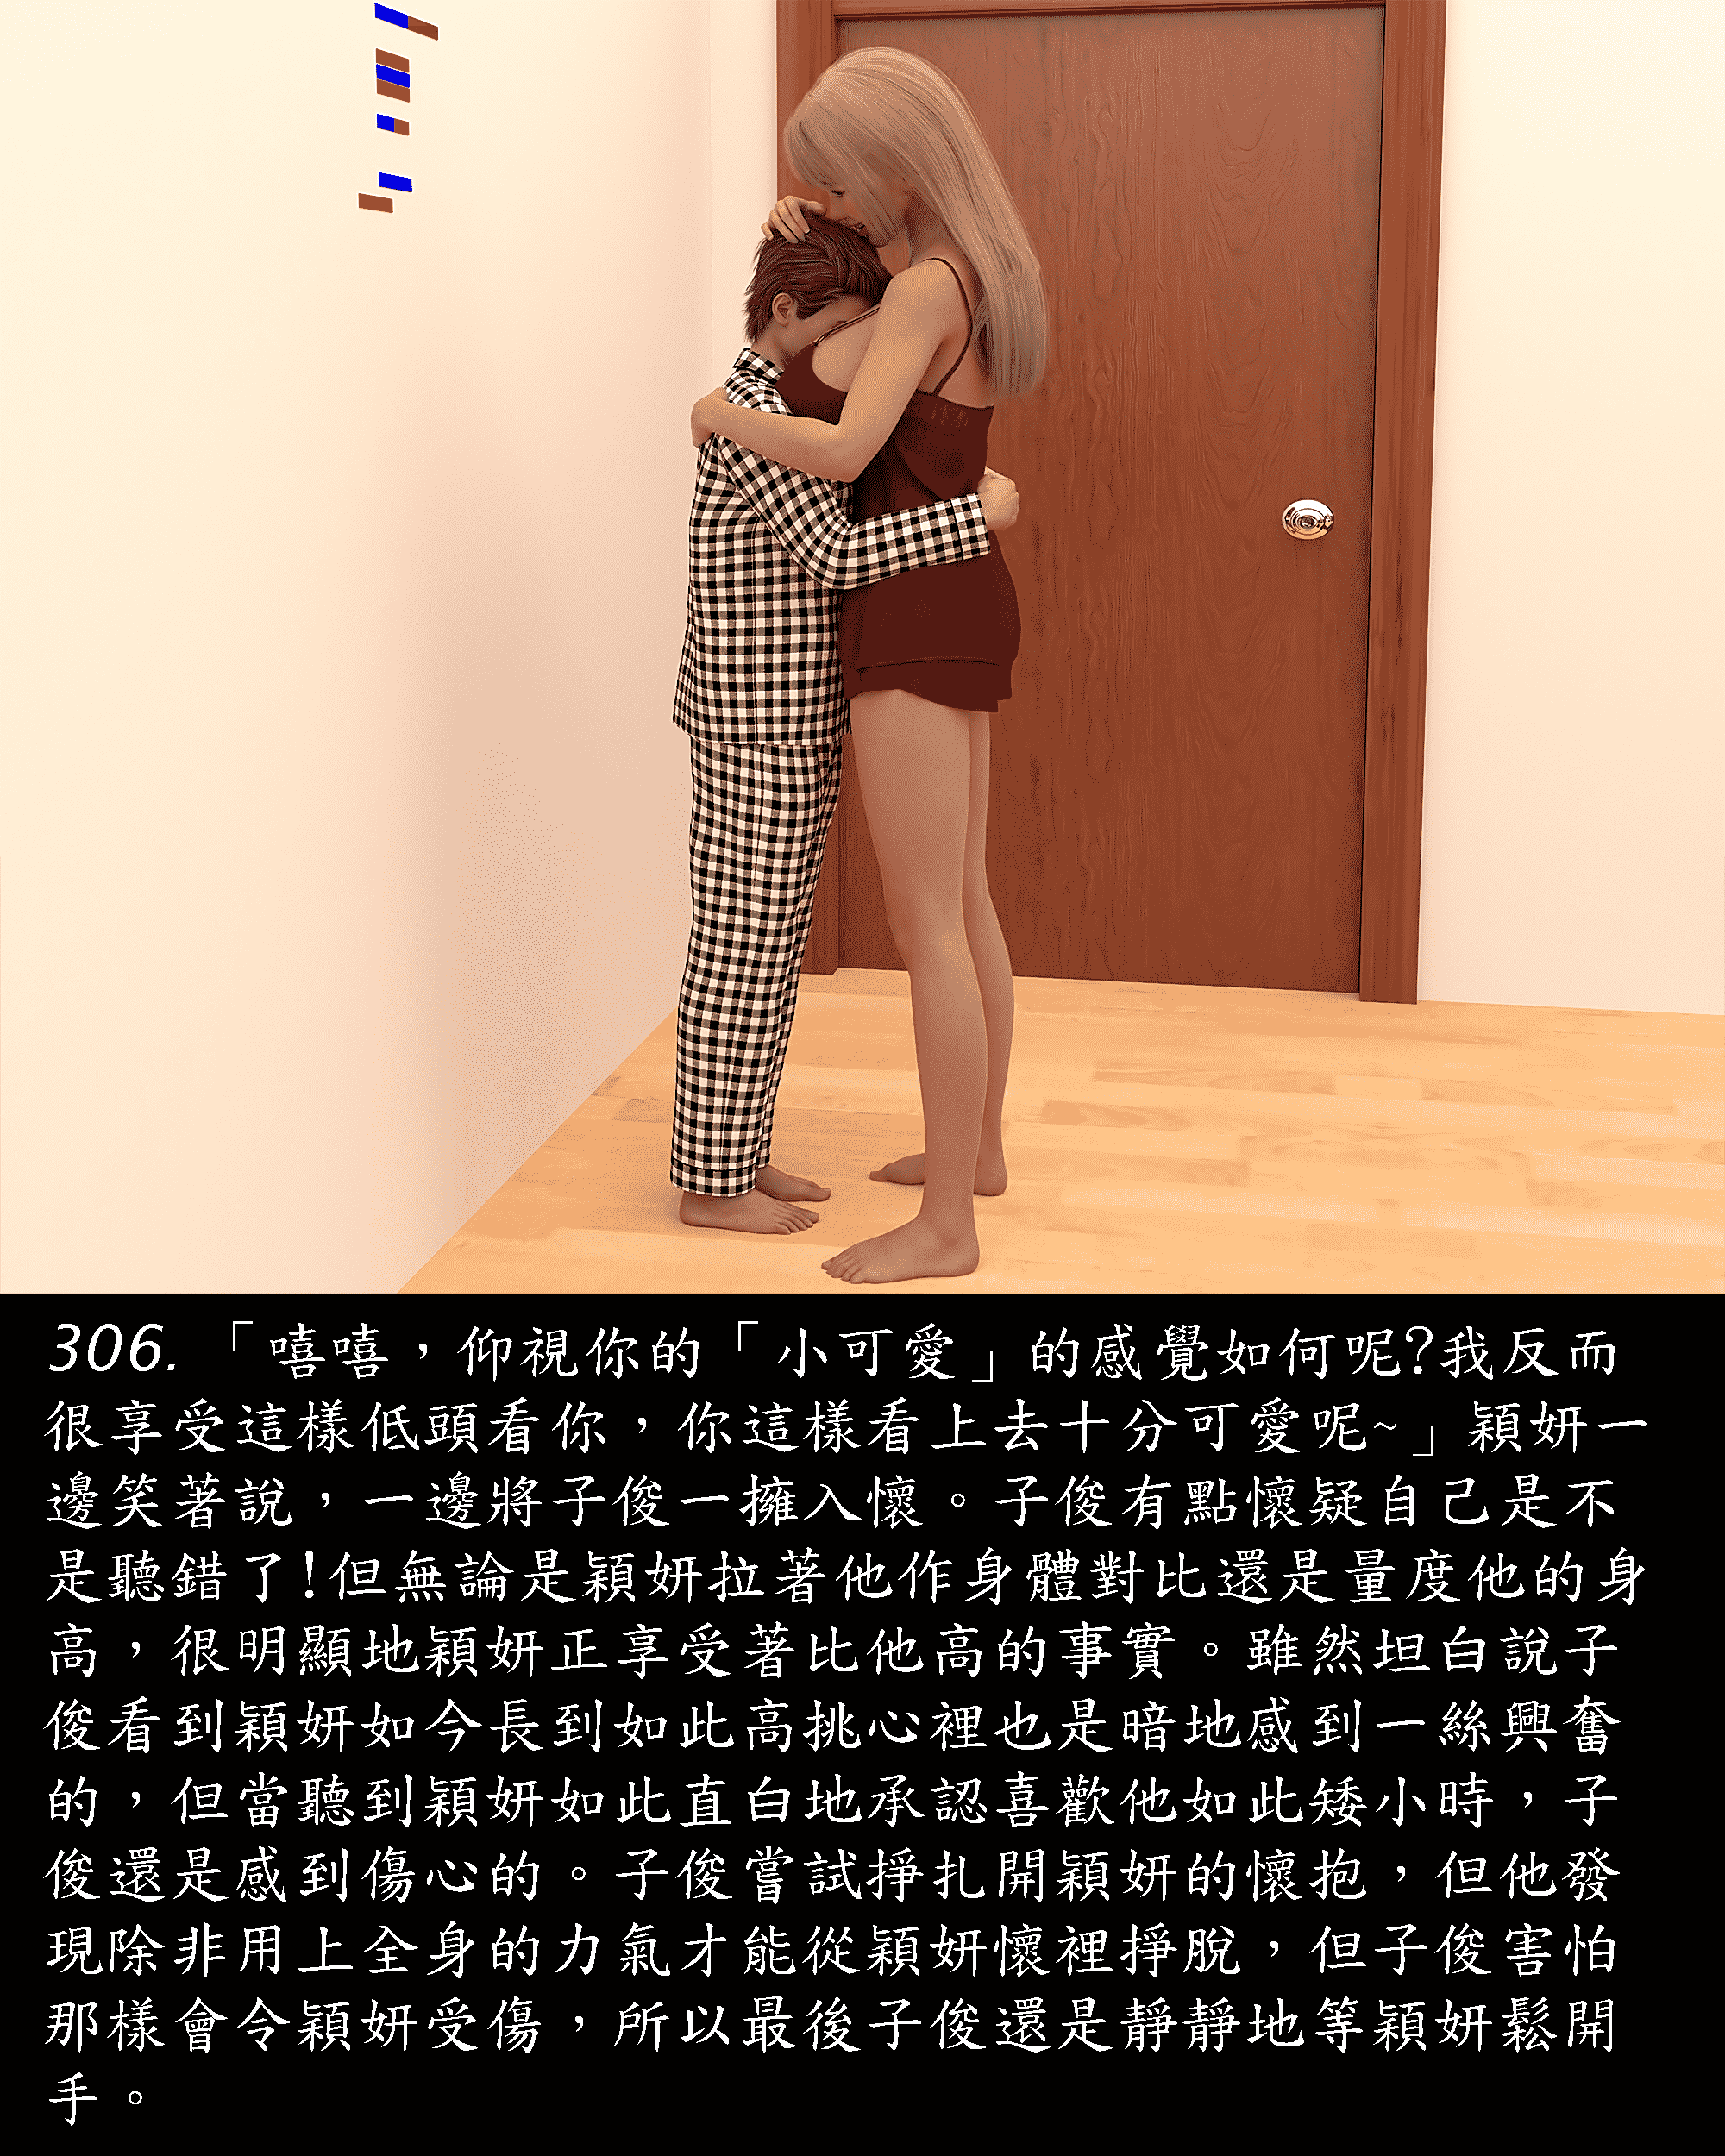 306.「嘻嘻，仰視你的「小可愛」的感覺如何呢?我反而
很享受這樣低頭看你，你這樣看上去十分可愛呢~」穎妍一
邊笑著說，一邊將子俊一擁入懷。子俊有點懷疑自己是不
是聽錯了!但無論是穎妍拉著他作身體對比還是量度他的身
高，很明顯地穎妍正享受著比他高的事實。雖然坦白說子
俊看到穎妍如今長到如此高挑心裡也是暗地感到一絲興奮
的，但當聽到穎妍如此直白地承認喜歡他如此矮小時，子
俊還是感到傷心的。子俊嘗試掙扎開穎妍的懷抱，但他發
現除非用上全身的力氣才能從穎妍懷裡掙脫，但子俊害怕
那樣會令穎妍受傷，所以最後子俊還是靜靜地等穎妍鬆開
手。